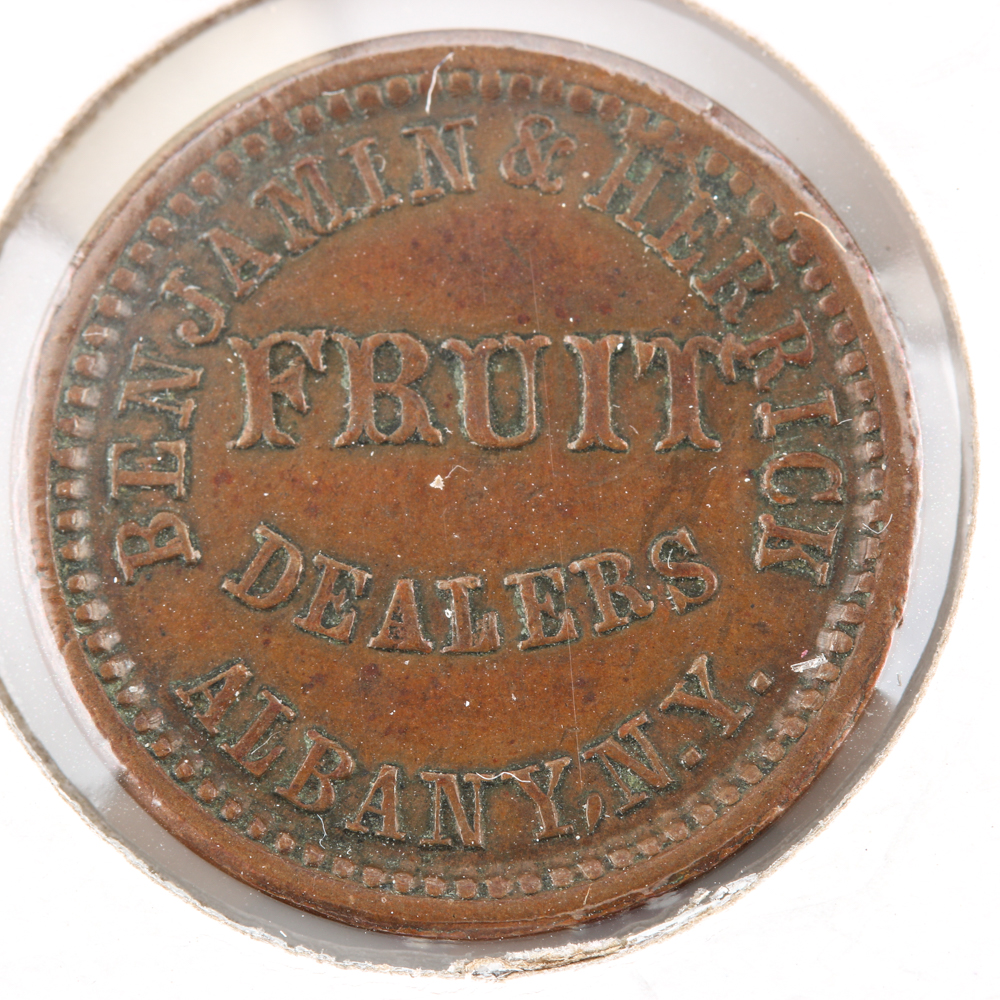 BENJAMIN & HERRICK
FRUIT
DEALERS
ALBANY, N.Y.